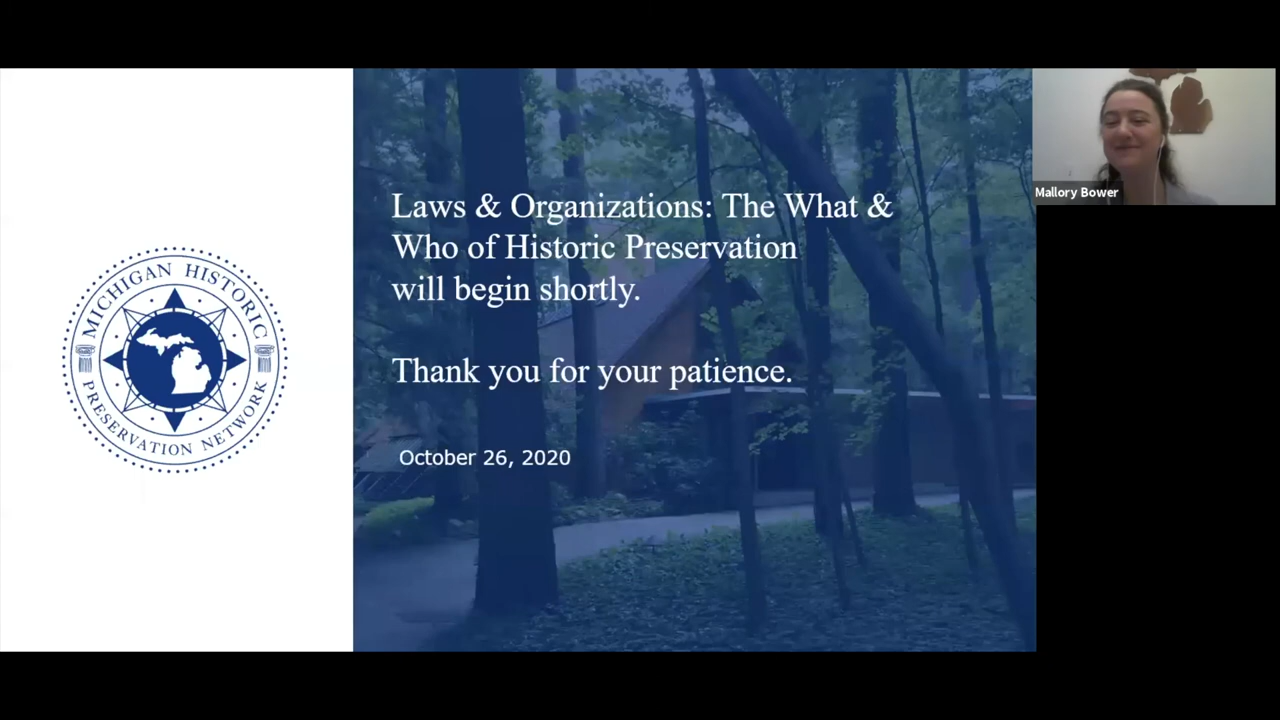 MICHIGAN HISTORIC
PRESERVATION NETWORK
Laws & Organizations: The What &
Who of Historic Preservation
will begin shortly.
Thank you for your patience.
October 26, 2020
Mallory Bower